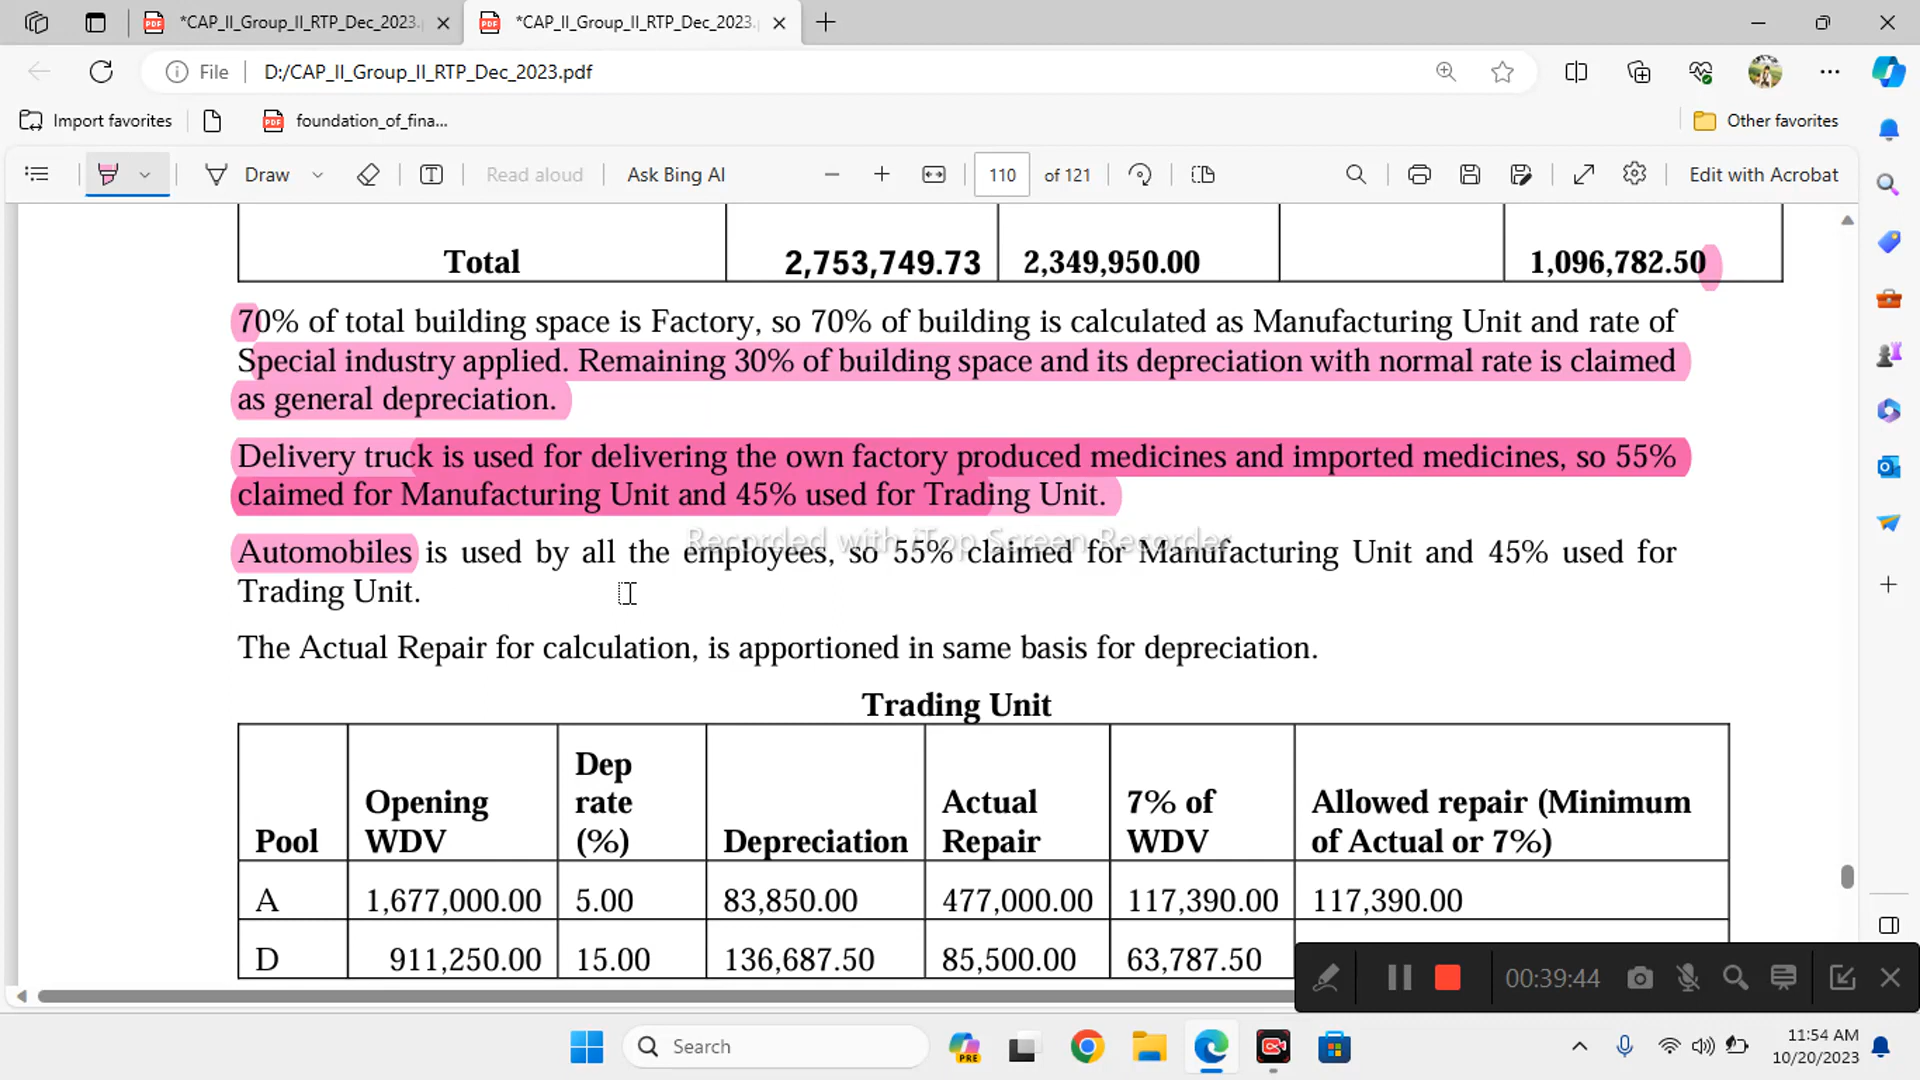 *CAP_II_Group_II_RTP_Dec_2023.
*CAP_II_Group_II_RTP_Dec_2023.
File
D:/CAP_II_Group_II_RTP_Dec_2023.pdf
Import favorites
foundation_of_fina...
Other favorites
Draw
Read aloud
Ask Bing AI
110 of 121
Edit with Acrobat
Total 2,753,749.73 2,349,950.00 1,096,782.50
70% of total building space is Factory, so 70% of building is calculated as Manufacturing Unit and rate of
Special industry applied. Remaining 30% of building space and its depreciation with normal rate is claimed
as general depreciation.
Delivery truck is used for delivering the own factory produced medicines and imported medicines, so 55%
claimed for Manufacturing Unit and 45% used for Trading Unit.
Recorded with iTop Screen Recorder
Automobiles is used by all the employees, so 55% claimed for Manufacturing Unit and 45% used for
Trading Unit.
The Actual Repair for calculation, is apportioned in same basis for depreciation.
Trading Unit
Pool Opening WDV Dep rate (%) Depreciation Actual Repair 7% of WDV Allowed repair (Minimum of Actual or 7%)
A 1,677,000.00 5.00 83,850.00 477,000.00 117,390.00 117,390.00
D 911,250.00 15.00 136,687.50 85,500.00 63,787.50
00:39:44
Search
PRE
11:54 AM
10/20/2023